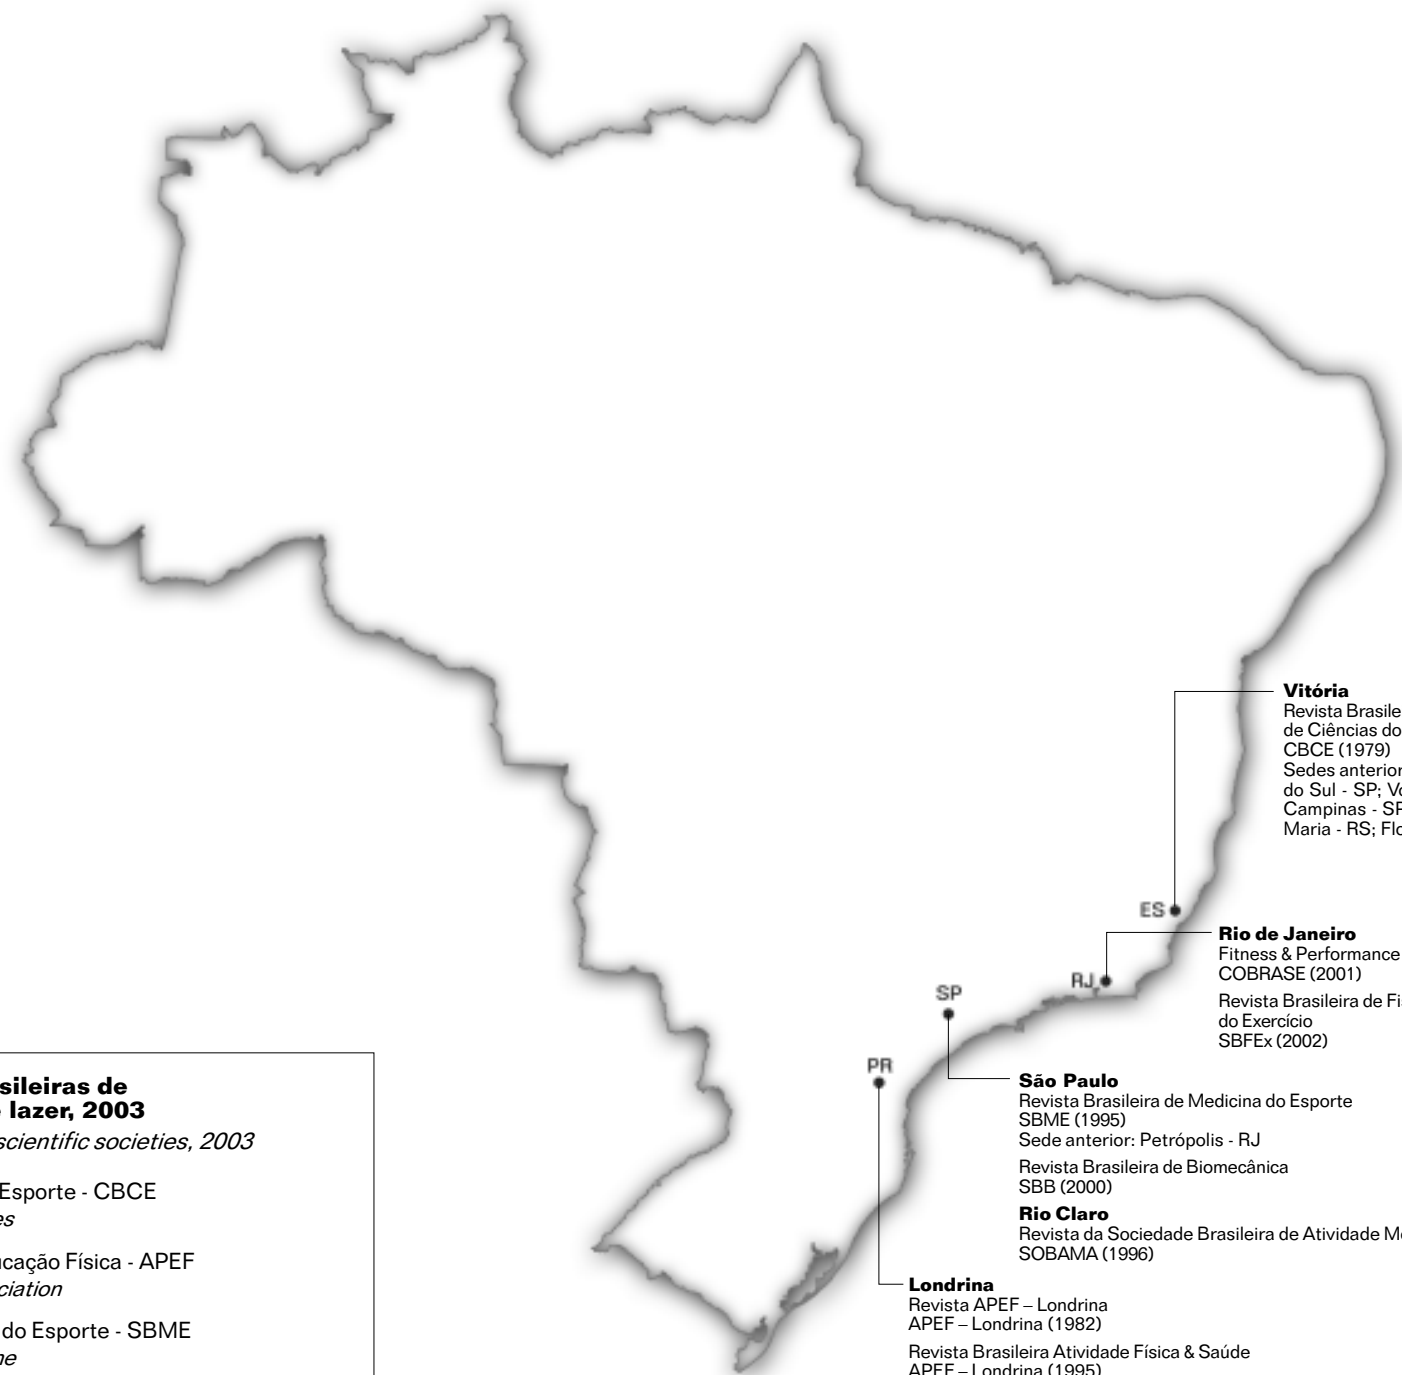 Vitória
Revista Brasile
de Ciências do
CBCE (1979)
Sedes anterior
do Sul - SP; Vo
Campinas - SP
Maria - RS; Flo
ES
Rio de Janeiro
Fitness & Performance
COBRASE (2001)
Revista Brasileira de Fis
do Exercício
SBFEx (2002)
RJ
SP
São Paulo
Revista Brasileira de Medicina do Esporte
SBME (1995)
Sede anterior: Petrópolis - RJ
Revista Brasileira de Biomecânica
SBB (2000)
Rio Claro
Revista da Sociedade Brasileira de Atividade Mo
SOBAMA (1996)
PR
Londrina
Revista APEF – Londrina
APEF – Londrina (1982)
Revista Brasileira Atividade Física & Saúde
APEF – Londrina (1995)
sileiras de
e lazer, 2003
scientific societies, 2003
Esporte - CBCE
es
ucação Física - APEF
ciation
do Esporte - SBME
ne